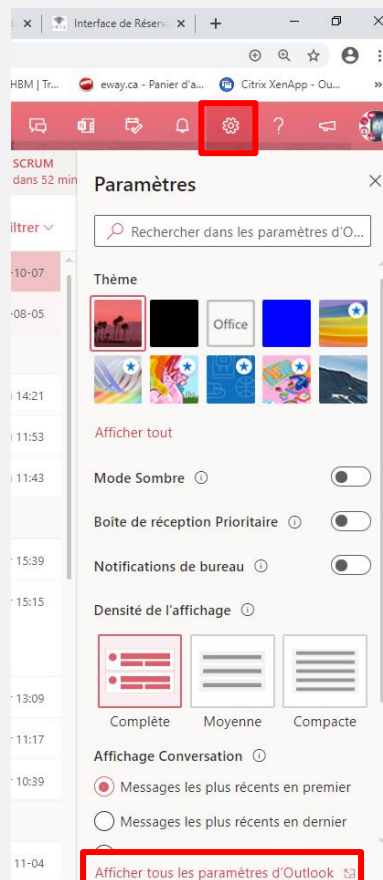 Interface de Réserv
HBM | Tr...
eway.ca - Panier d'a...
Citrix XenApp - Ou...
»
SCRUM
dans 52 min
iltrer
-10-07
-08-05
14:21
11:53
11:43
15:39
15:15
13:09
11:17
10:39
11-04
Paramètres
Rechercher dans les paramètres d'O...
Thème
Office
Afficher tout
Mode Sombre
Boîte de réception Prioritaire
Notifications de bureau
Densité de l'affichage
Complète Moyenne Compacte
Affichage Conversation
Messages les plus récents en premier
Messages les plus récents en dernier
Afficher tous les paramètres d'Outlook